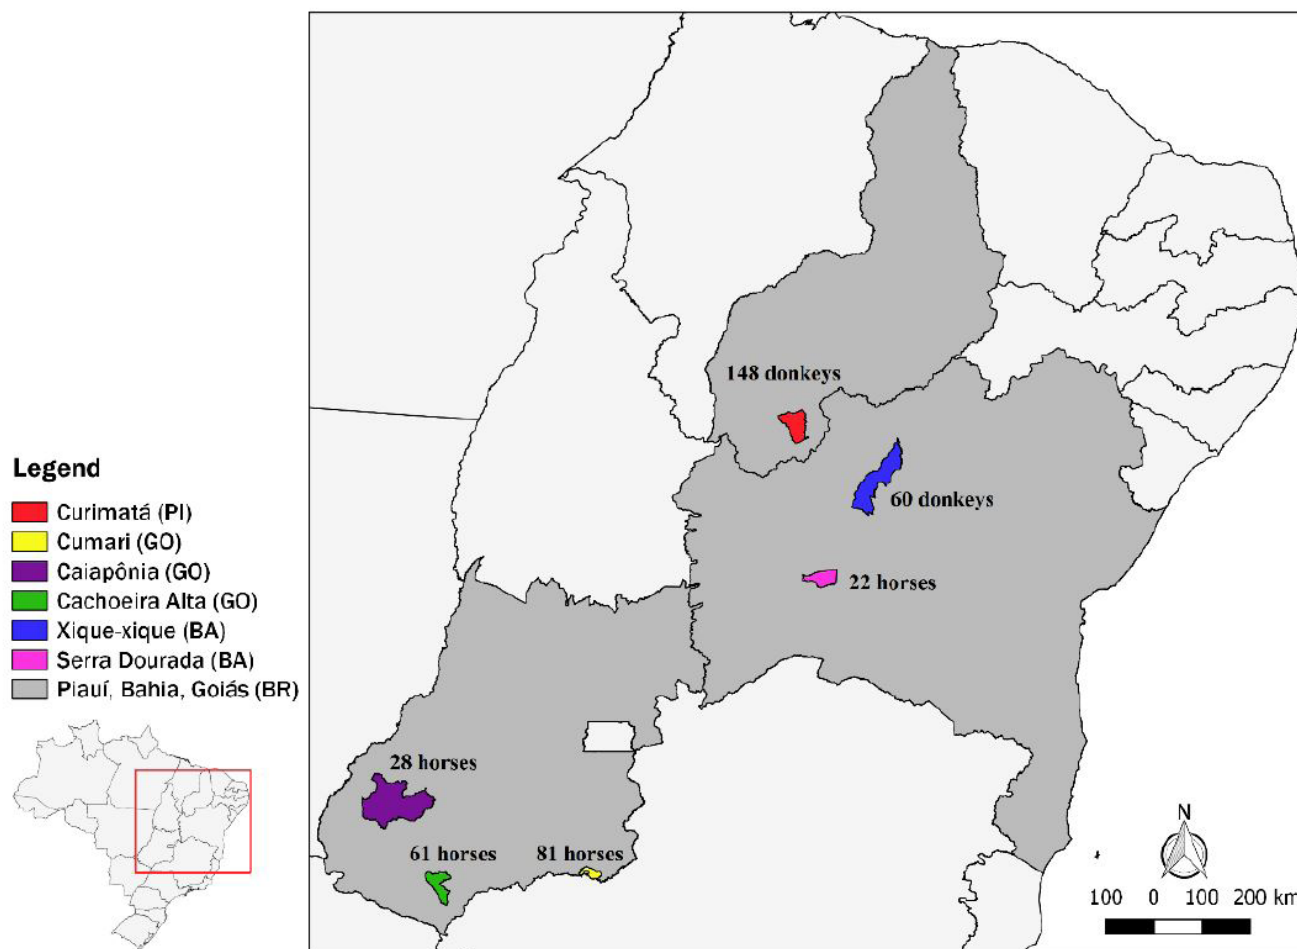 148 donkeys
60 donkeys
22 horses
28 horses
61 horses
81 horses
Legend
Curimatá (PI)
Cumari (GO)
Caiapônia (GO)
Cachoeira Alta (GO)
Xique-xique (BA)
Serra Dourada (BA)
Piauí, Bahia, Goiás (BR)
N
100 0 100 200 km